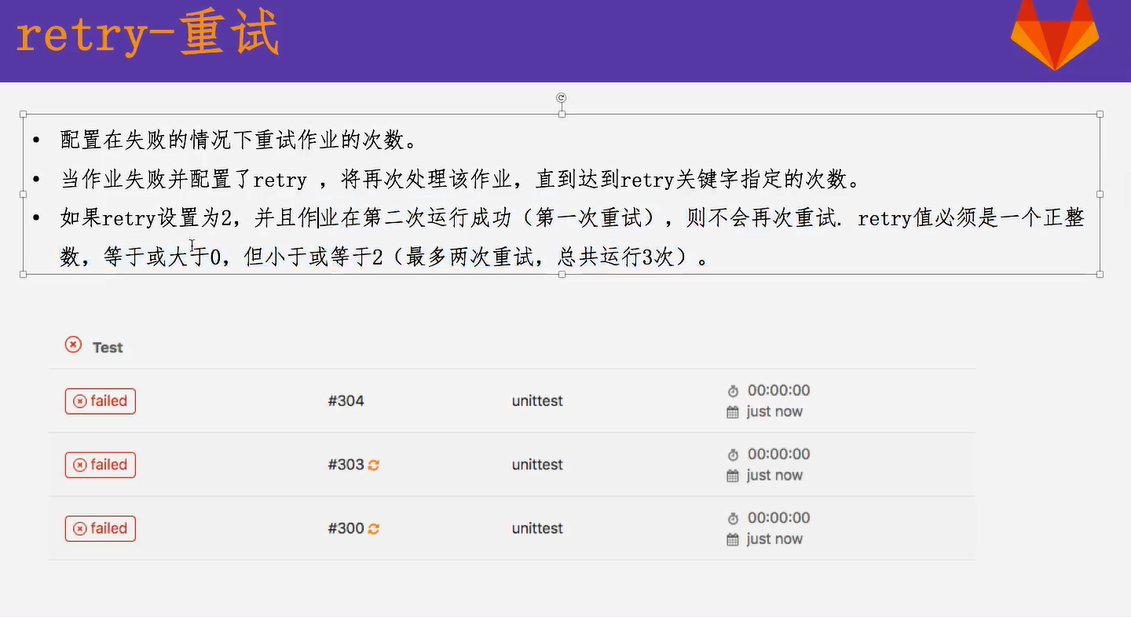 retry-重试
• 配置在失败的情况下重试作业的次数。
• 当作业失败并配置了retry ，将再次处理该作业，直到达到retry关键字指定的次数。
• 如果retry设置为2，并且作业在第二次运行成功（第一次重试），则不会再次重试. retry值必须是一个正整
数，等于或大于0，但小于或等于2（最多两次重试，总共运行3次）。
Test
failed #304 unittest 00:00:00
just now
failed #303 unittest 00:00:00
just now
failed #300 unittest 00:00:00
just now